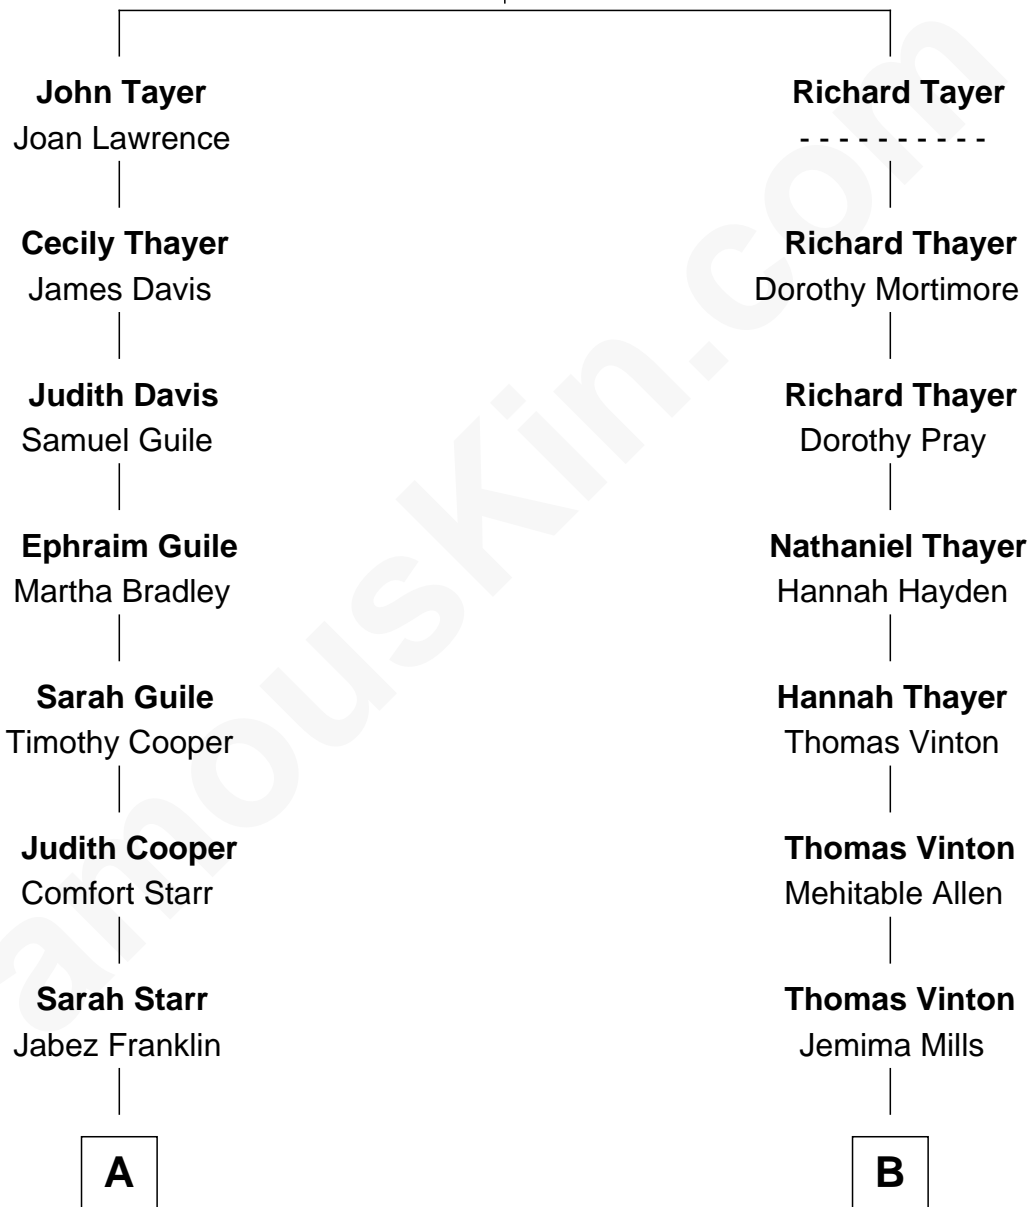 John Tayer
Joan Lawrence
Cecily Thayer
James Davis
Judith Davis
Samuel Guile
Ephraim Guile
Martha Bradley
Sarah Guile
Timothy Cooper
Judith Cooper
Comfort Starr
Sarah Starr
Jabez Franklin
A
Richard Tayer
- - - - - - - - - -
Richard Thayer
Dorothy Mortimore
Richard Thayer
Dorothy Pray
Nathaniel Thayer
Hannah Hayden
Hannah Thayer
Thomas Vinton
Thomas Vinton
Mehitable Allen
Thomas Vinton
Jemima Mills
B
amouskin.com